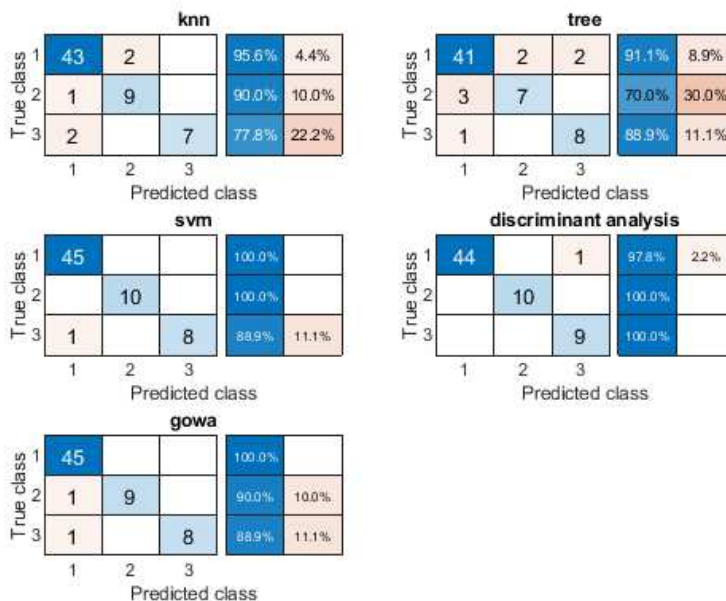 knn
True class
1 43 2 95.6% 4.4%
2 1 9 90.0% 10.0%
3 2 7 77.8% 22.2%
1 2 3
Predicted class
tree
True class
1 41 2 2 91.1% 8.9%
2 3 7 70.0% 30.0%
3 1 8 88.9% 11.1%
1 2 3
Predicted class
svm
True class
1 45 100.0%
2 10 100.0%
3 1 8 88.9% 11.1%
1 2 3
Predicted class
discriminant analysis
True class
1 44 1 97.8% 2.2%
2 10 100.0%
3 9 100.0%
1 2 3
Predicted class
gowa
True class
1 45 100.0%
2 1 9 90.0% 10.0%
3 1 8 88.9% 11.1%
1 2 3
Predicted class